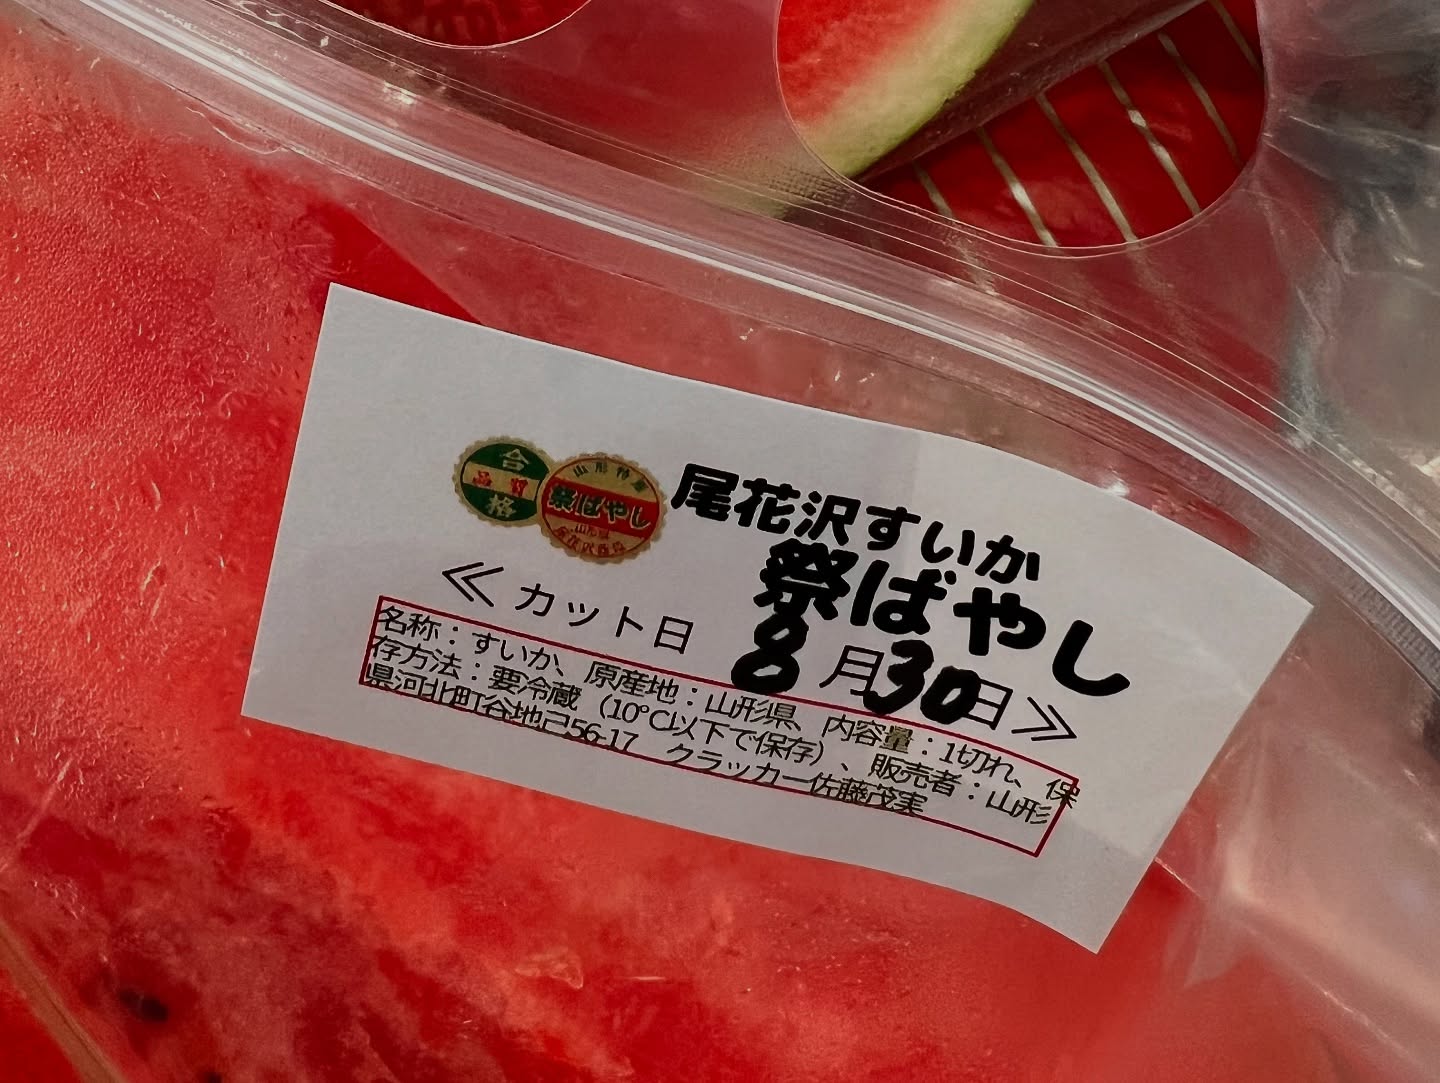 合
品質
格
山形特産
祭ばやし
尾花沢すいか
祭ばやし
≪カット日 8月30日≫
名称：すいか、原産地：山形県、内容量：1切れ、保
存方法：要冷蔵（10℃以下で保存）、販売者：山形
県河北町谷地己56-17 クラッカー佐藤茂実